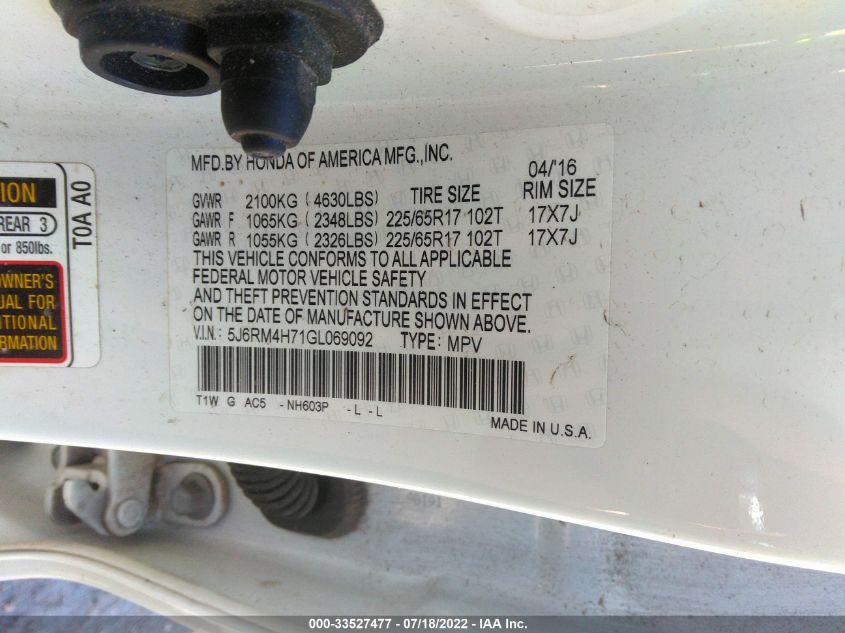 MFD.BY HONDA OF AMERICA MFG.,INC.
04/'16
GVWR 2100KG (4630LBS) TIRE SIZE RIM SIZE
GAWR F 1065KG (2348LBS) 225/65R17 102T 17X7J
GAWR R 1055KG (2326LBS) 225/65R17 102T 17X7J
THIS VEHICLE CONFORMS TO ALL APPLICABLE
FEDERAL MOTOR VEHICLE SAFETY
AND THEFT PREVENTION STANDARDS IN EFFECT
ON THE DATE OF MANUFACTURE SHOWN ABOVE.
V.I.N.: 5J6RM4H71GL069092 TYPE: MPV
T1W G AC5 -NH603P -L -L
MADE IN U.S.A.
ION
REAR 3
or 850lbs.
OWNER'S
UAL FOR
ITIONAL
RMATION
T0A A0
000-33527477 - 07/18/2022 - IAA Inc.